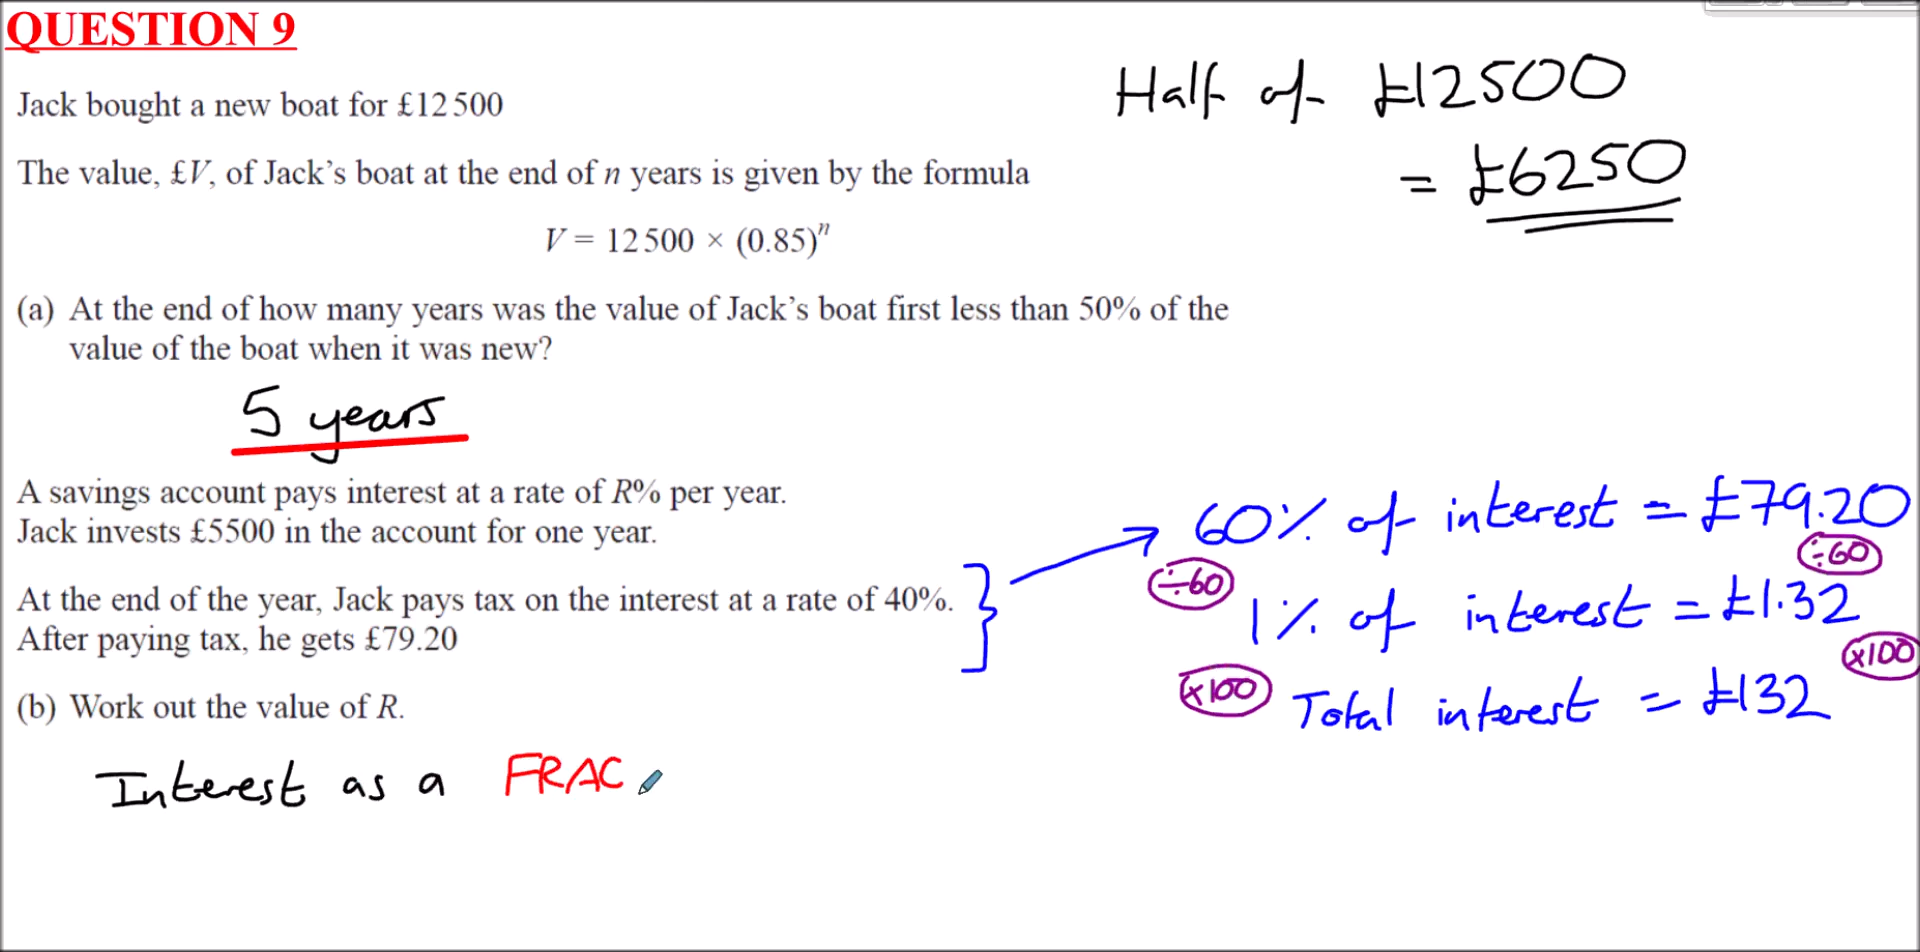 QUESTION 9
Jack bought a new boat for £12 500
The value, £V, of Jack's boat at the end of n years is given by the formula
V = 12 500 × (0.85)ⁿ
(a) At the end of how many years was the value of Jack's boat first less than 50% of the
value of the boat when it was new?
5 years
Half of £12500
= £6250
A savings account pays interest at a rate of R% per year.
Jack invests £5500 in the account for one year.
At the end of the year, Jack pays tax on the interest at a rate of 40%.
After paying tax, he gets £79.20
(b) Work out the value of R.
60% of interest = £79.20
÷60 ÷60
1% of interest = £1.32
×100 ×100
Total interest = £132
Interest as a FRAC